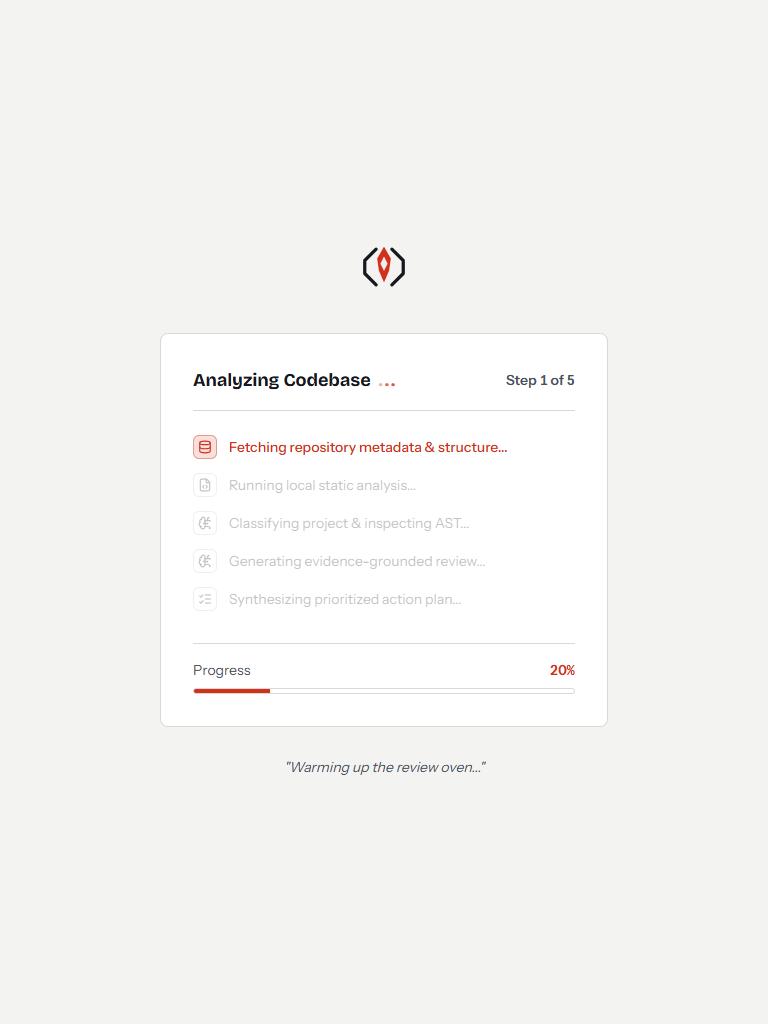 Analyzing Codebase ...
Step 1 of 5
Fetching repository metadata & structure...
Running local static analysis...
Classifying project & inspecting AST...
Generating evidence-grounded review...
Synthesizing prioritized action plan...
Progress
20%
"Warming up the review oven..."